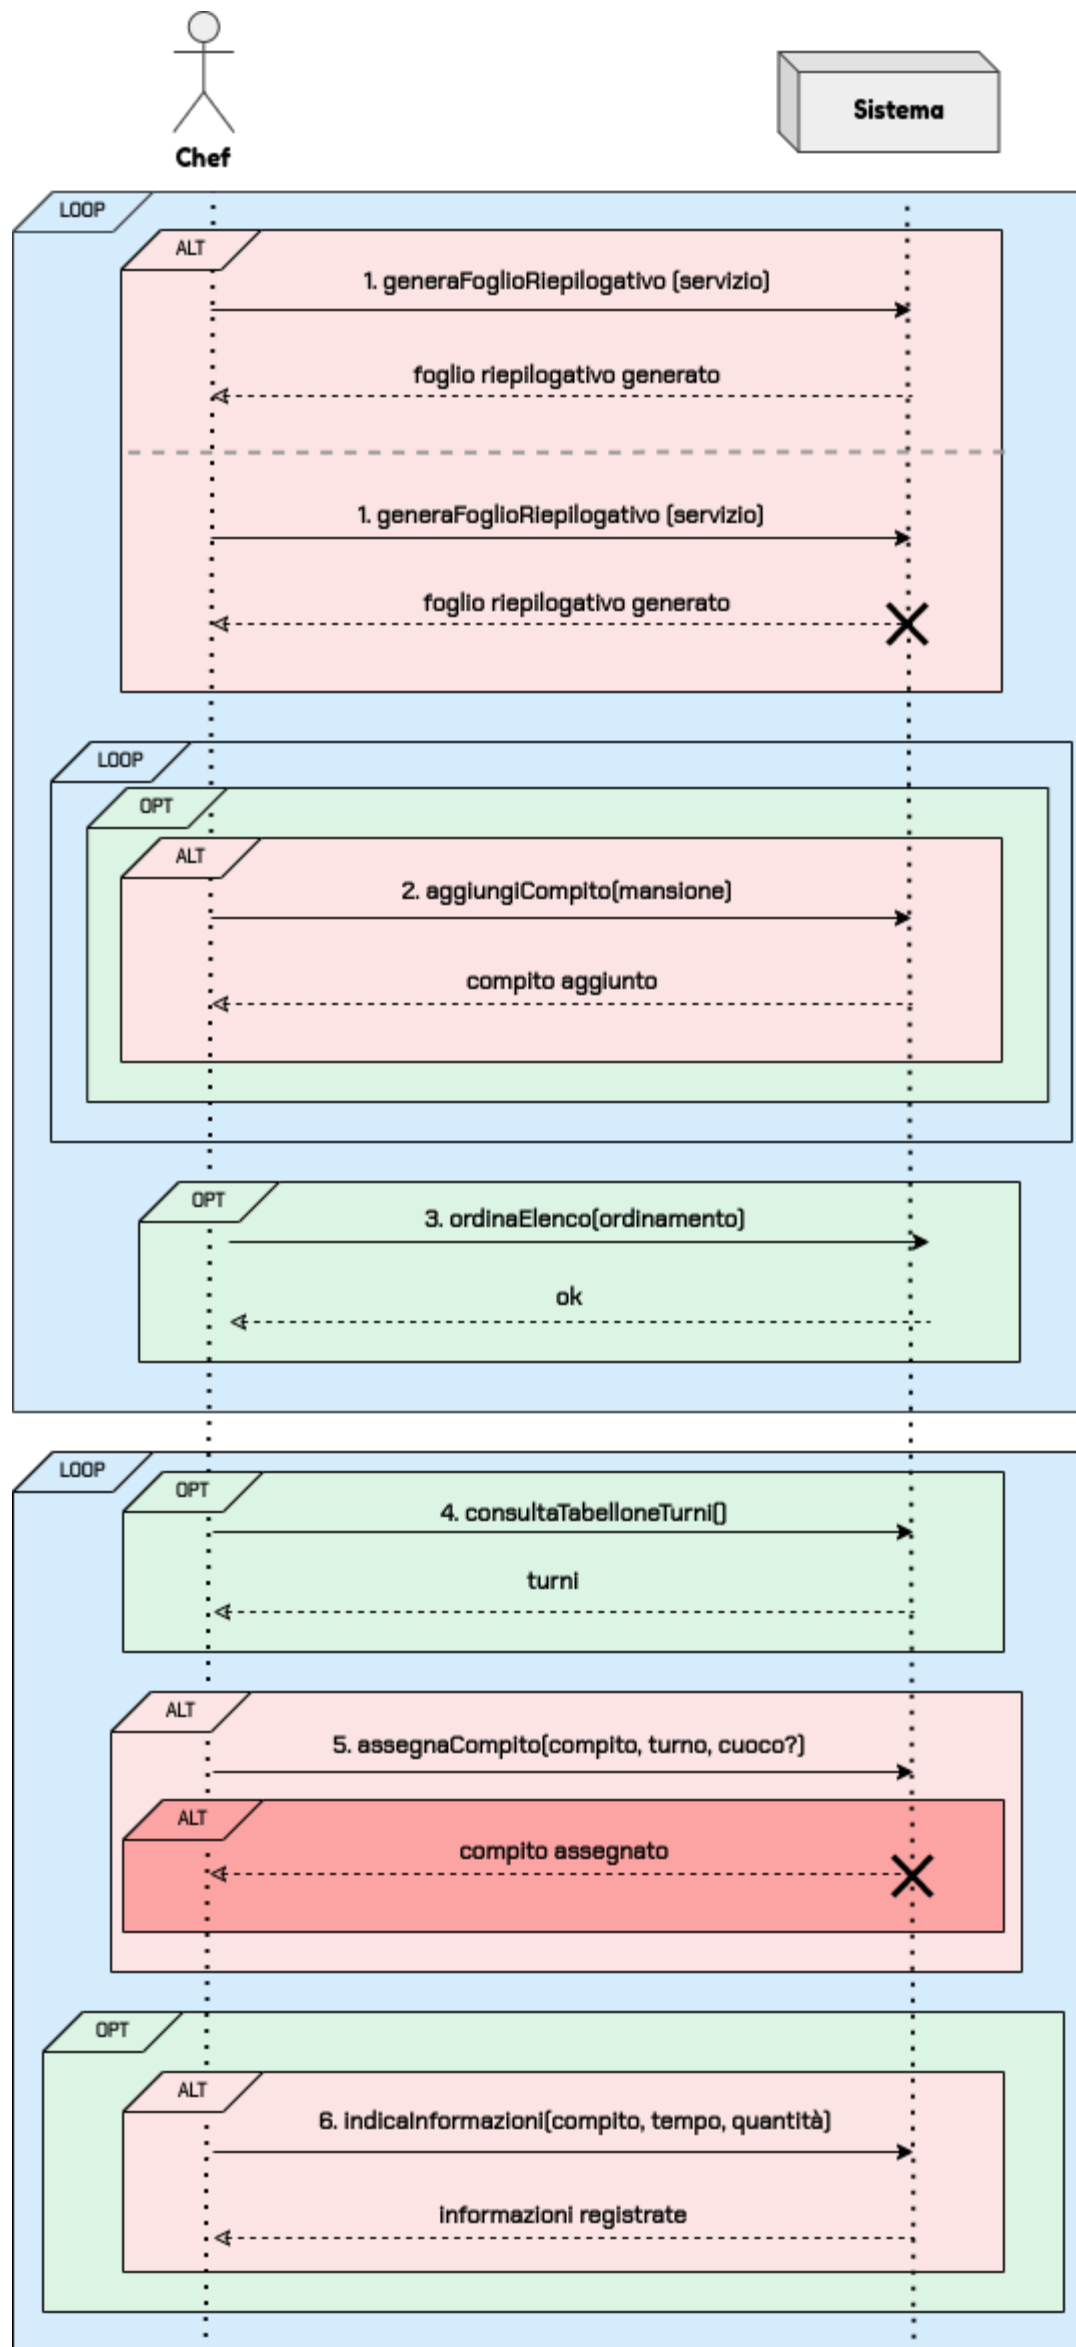 Chef
Sistema
LOOP
ALT
1. generaFoglioRiepilogativo (servizio)
foglio riepilogativo generato
1. generaFoglioRiepilogativo (servizio)
foglio riepilogativo generato
LOOP
OPT
ALT
2. aggiungiCompito(mansione)
compito aggiunto
OPT
3. ordinaElenco(ordinamento)
ok
LOOP
OPT
4. consultaTabelloneTurni()
turni
ALT
5. assegnaCompito(compito, turno, cuoco?)
ALT
compito assegnato
OPT
ALT
6. indicaInformazioni(compito, tempo, quantità)
informazioni registrate